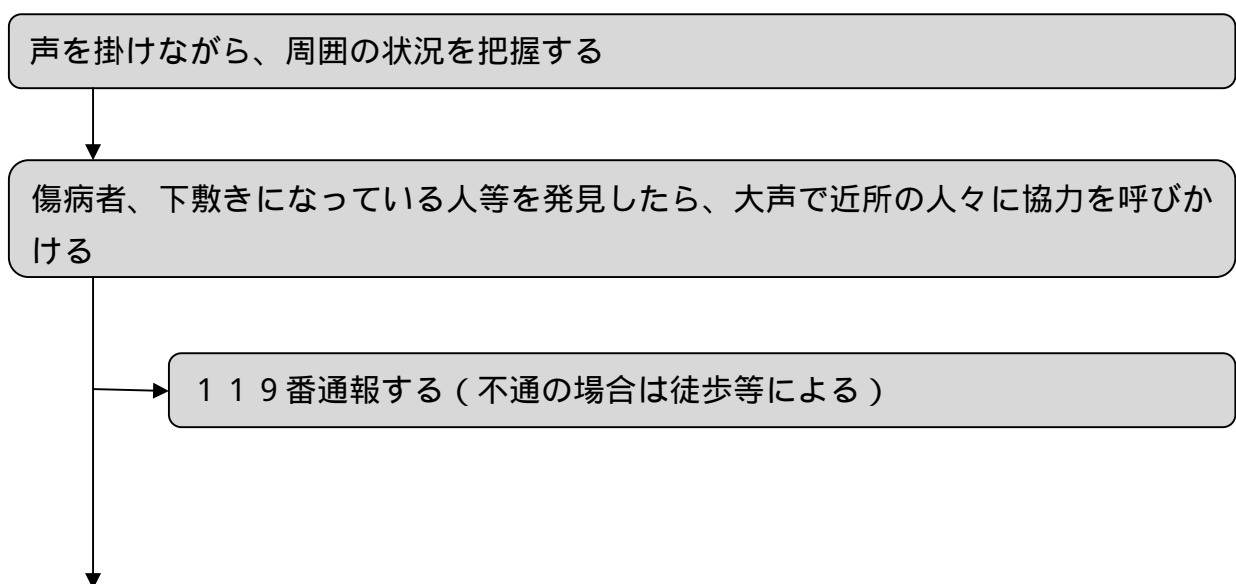 声を掛けながら、周囲の状況を把握する
傷病者、下敷きになっている人等を発見したら、大声で近所の人々に協力を呼びか
ける
１１９番通報する（不通の場合は徒歩等による）